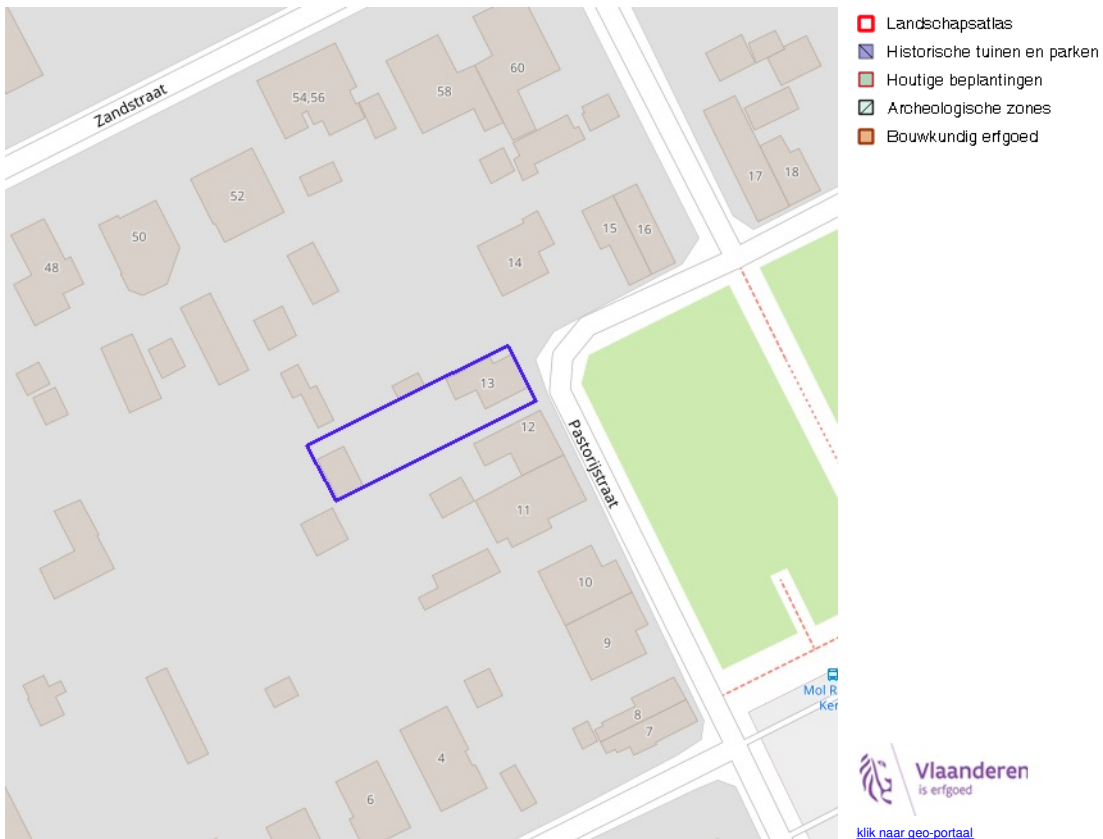 Zandstraat
54,56
58
60
52
50
48
17
18
15
16
14
13
12
11
Pastorijstraat
10
9
8
7
4
6
Mol R
Ker
Landschapsatlas
Historische tuinen en parken
Houtige beplantingen
Archeologische zones
Bouwkundig erfgoed
Vlaanderen
is erfgoed
klik naar geo-portaal